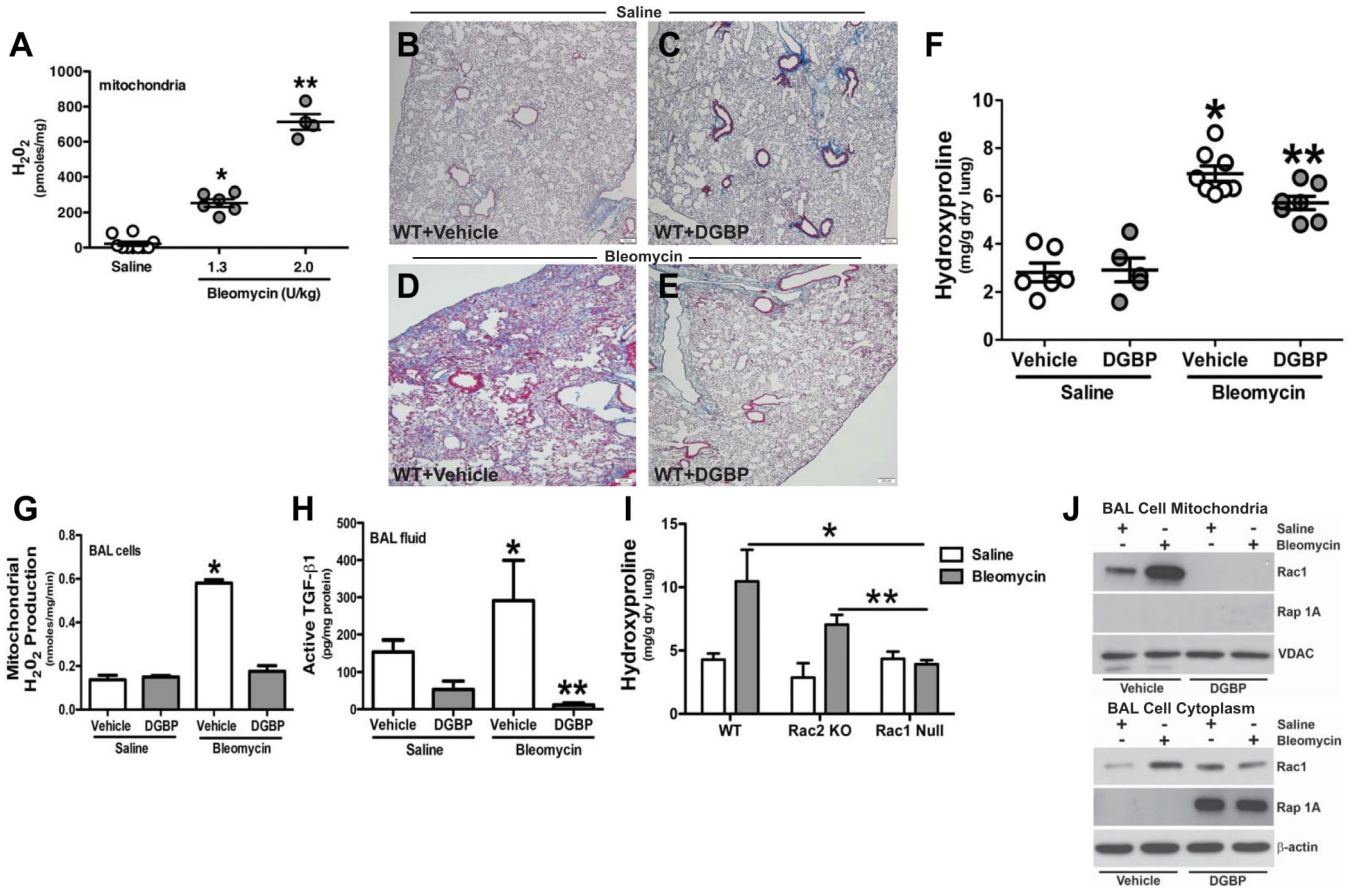 Saline
A
1000
800
600
400
200
0
mitochondria
*
**
H202
(pmoles/mg)
Saline
1.3
2.0
Bleomycin (U/kg)
B
WT+Vehicle
C
WT+DGBP
Bleomycin
D
WT+Vehicle
E
WT+DGBP
F
Hydroxyproline
(mg/g dry lung)
10
8
6
4
2
0
*
**
Vehicle
DGBP
Vehicle
DGBP
Saline
Bleomycin
G
BAL cells
Mitochondrial
H202 Production
(nmoles/mg/min)
0.8
0.6
0.4
0.2
0.0
*
Vehicle
DGBP
Vehicle
DGBP
Saline
Bleomycin
H
BAL fluid
Active TGF-β1
(pg/mg protein)
500
400
300
200
100
0
*
**
Vehicle
DGBP
Vehicle
DGBP
Saline
Bleomycin
I
Hydroxyproline
(mg/g dry lung)
15
10
5
0
*
**
Saline
Bleomycin
WT
Rac2 KO
Rac1 Null
J
BAL Cell Mitochondria
+ - + - Saline
- + - + Bleomycin
Rac1
Rap 1A
VDAC
Vehicle
DGBP
BAL Cell Cytoplasm
+ - + - Saline
- + - + Bleomycin
Rac1
Rap 1A
β-actin
Vehicle
DGBP